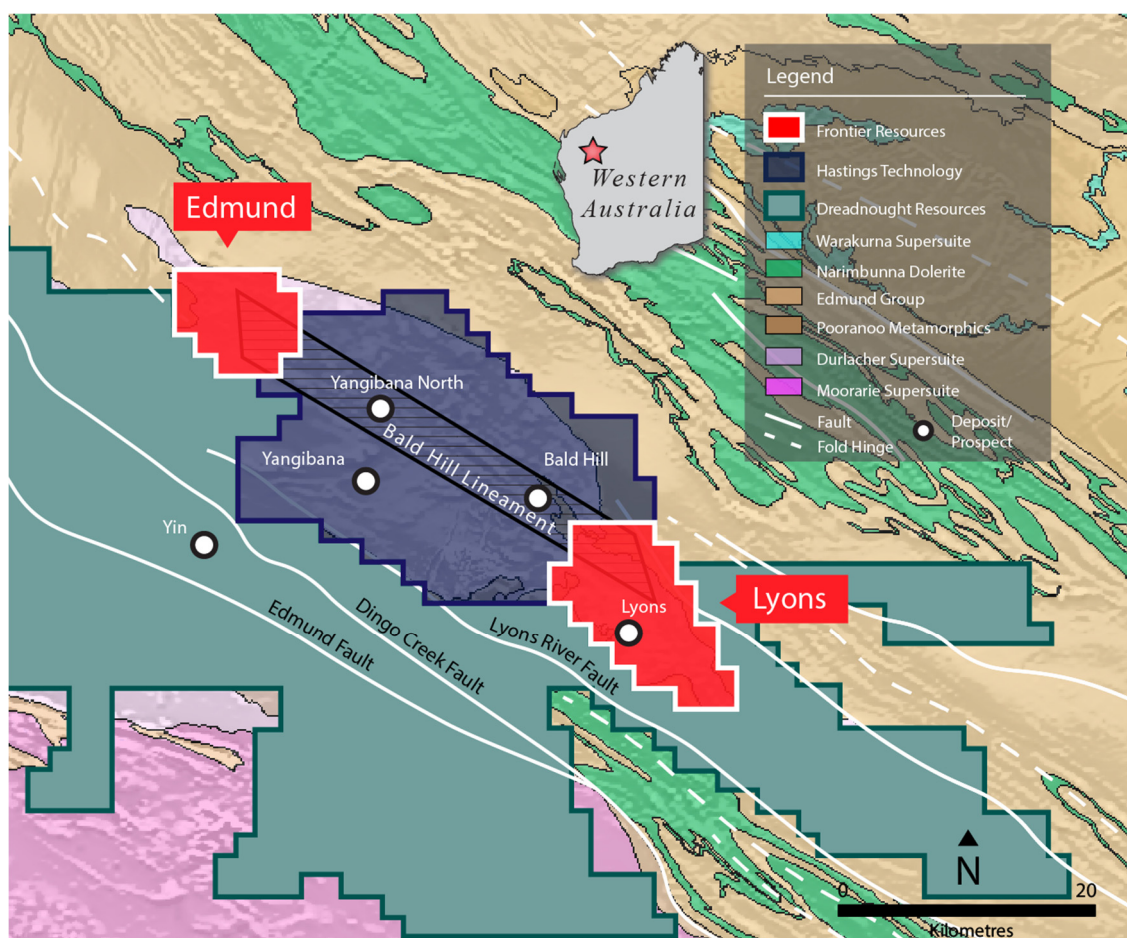 Legend
Frontier Resources
Hastings Technology
Dreadnought Resources
Warakurna Supersuite
Narimbunna Dolerite
Edmund Group
Pooranoo Metamorphics
Durlacher Supersuite
Moorarie Supersuite
Fault
Fold Hinge
Deposit/
Prospect
Western
Australia
Edmund
Yangibana North
Bald Hill Lineament
Yangibana
Bald Hill
Yin
Lyons
Lyons
Edmund Fault
Dingo Creek Fault
Lyons River Fault
N
0
20
Kilometres